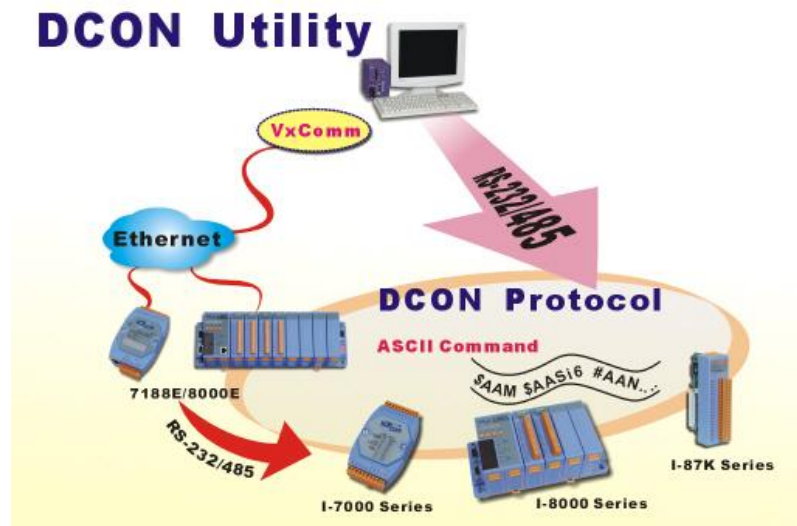 DCON Utility
VxComm
RS-232/485
Ethernet
DCON Protocol
ASCII Command
$AAM $AASi6 #AAN..:
7188E/8000E
RS-232/485
I-7000 Series
I-8000 Series
I-87K Series